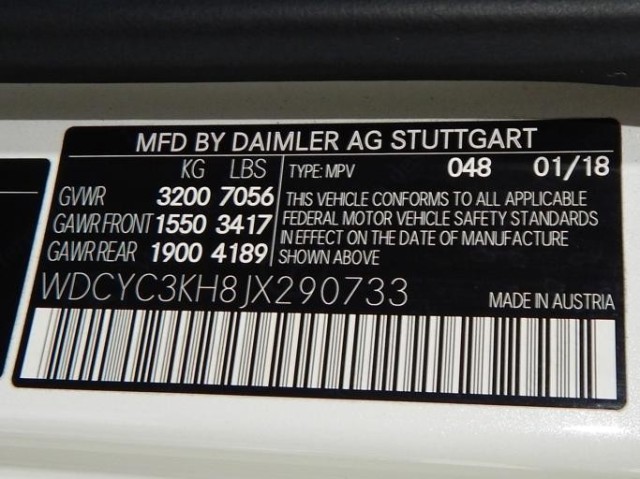 MFD BY DAIMLER AG STUTTGART
KG LBS
GVWR 3200 7056
GAWR FRONT 1550 3417
GAWR REAR 1900 4189
TYPE: MPV 048 01/18
THIS VEHICLE CONFORMS TO ALL APPLICABLE
FEDERAL MOTOR VEHICLE SAFETY STANDARDS
IN EFFECT ON THE DATE OF MANUFACTURE
SHOWN ABOVE
WDCYC3KH8JX290733
MADE IN AUSTRIA